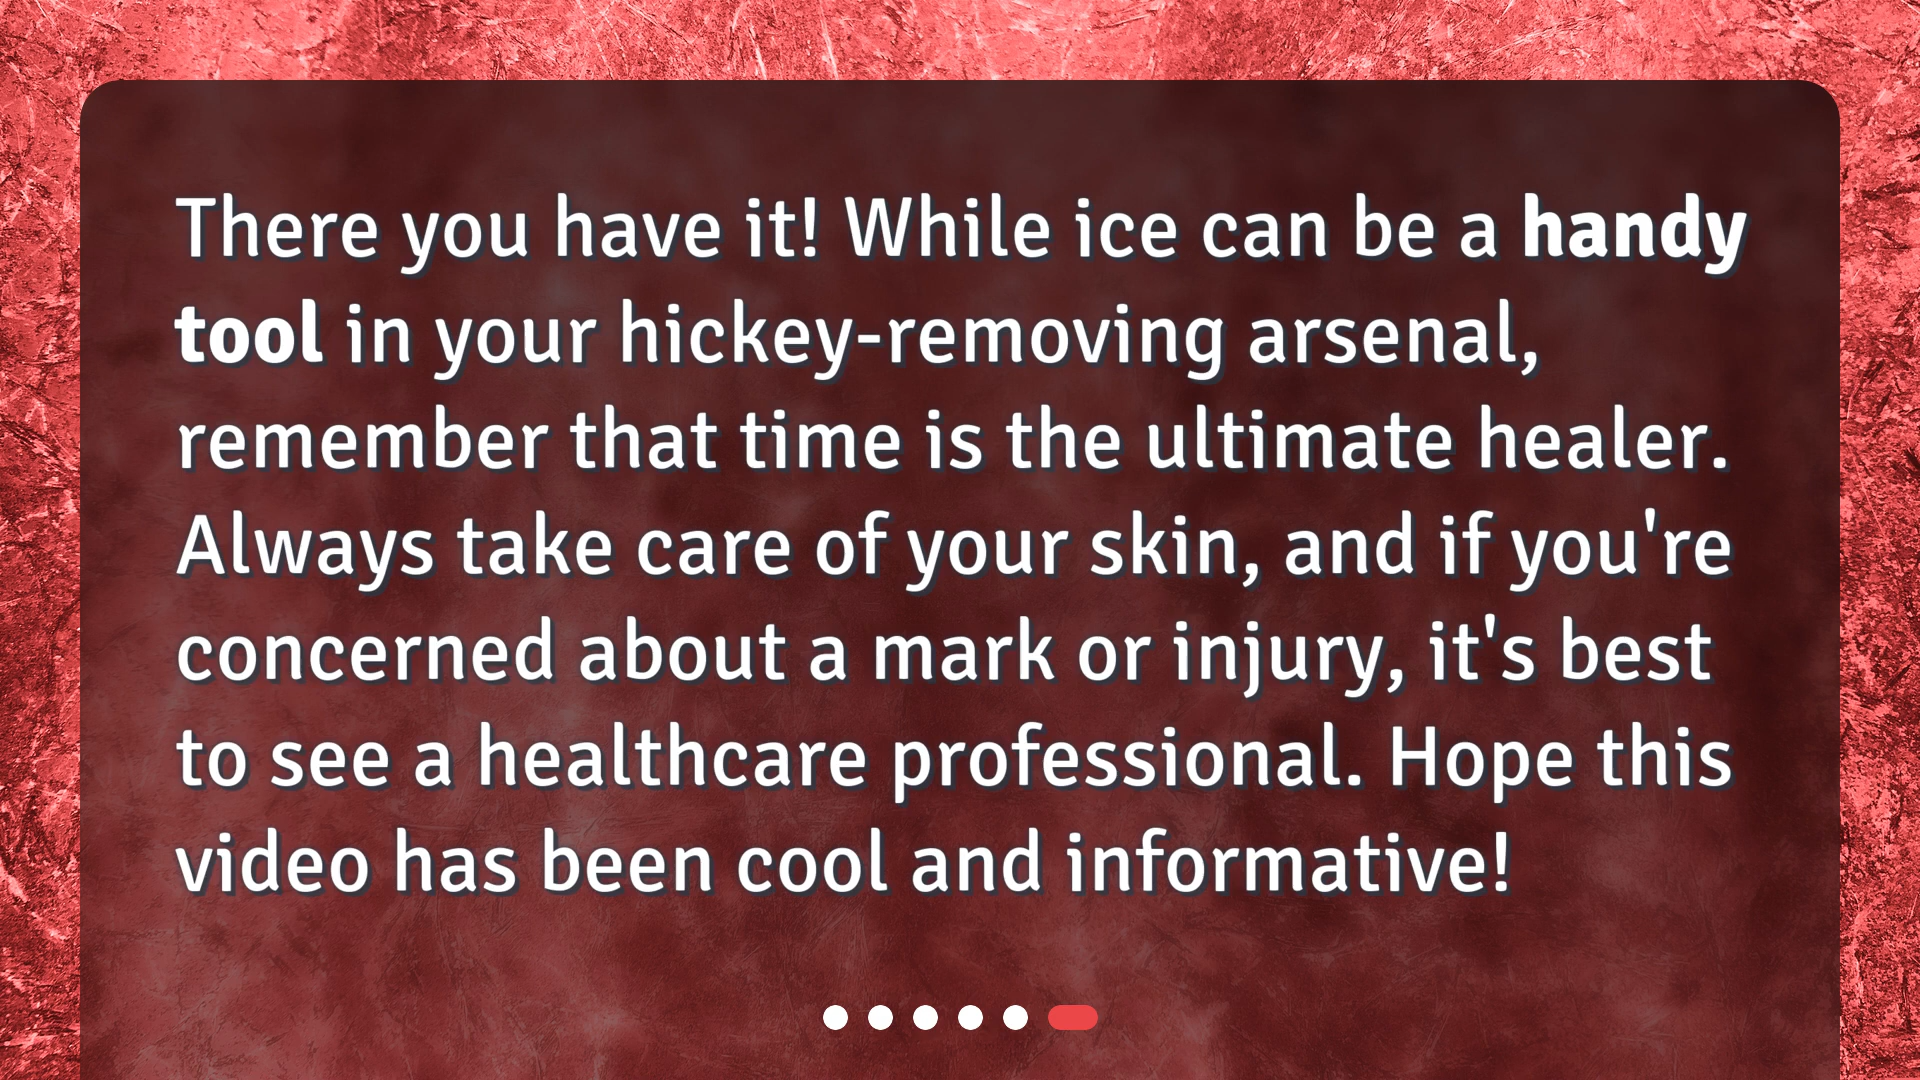 There you have it! While ice can be a handy
tool in your hickey-removing arsenal,
remember that time is the ultimate healer.
Always take care of your skin, and if you're
concerned about a mark or injury, it's best
to see a healthcare professional. Hope this
video has been cool and informative!